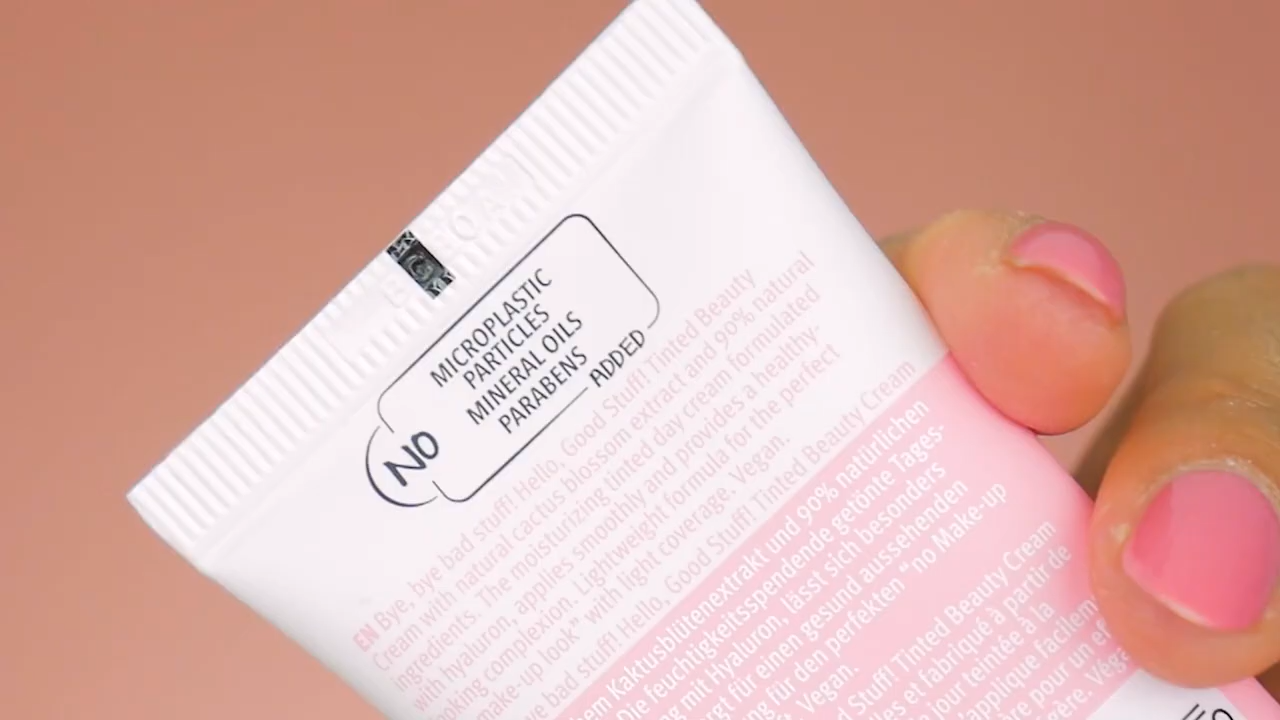 NO
MICROPLASTIC
PARTICLES
MINERAL OILS
PARABENS
ADDED
EN Bye, bye bad stuff! Hello, Good Stuff! Tinted Beauty
Cream with natural cactus blossom extract and 90% natural
ingredients. The moisturizing tinted day cream formulated
with hyaluron, applies smoothly and provides a healthy-
complexion. Lightweight formula for the perfect
make-up look" with light coverage. Vegan.
bad stuff! Hello, Good Stuff! Tinted Beauty Cream
Kaktusblütenextrakt und 90% natürlichen
Die feuchtigkeitsspendende getönte Tages-
mit Hyaluron, lässt sich besonders
für einen gesund aussehenden
für den perfekten "no Make-up
Vegan.
Stuff! Tinted Beauty Cream
et fabriqué à partir de
jour teintée à la
applique
pour un